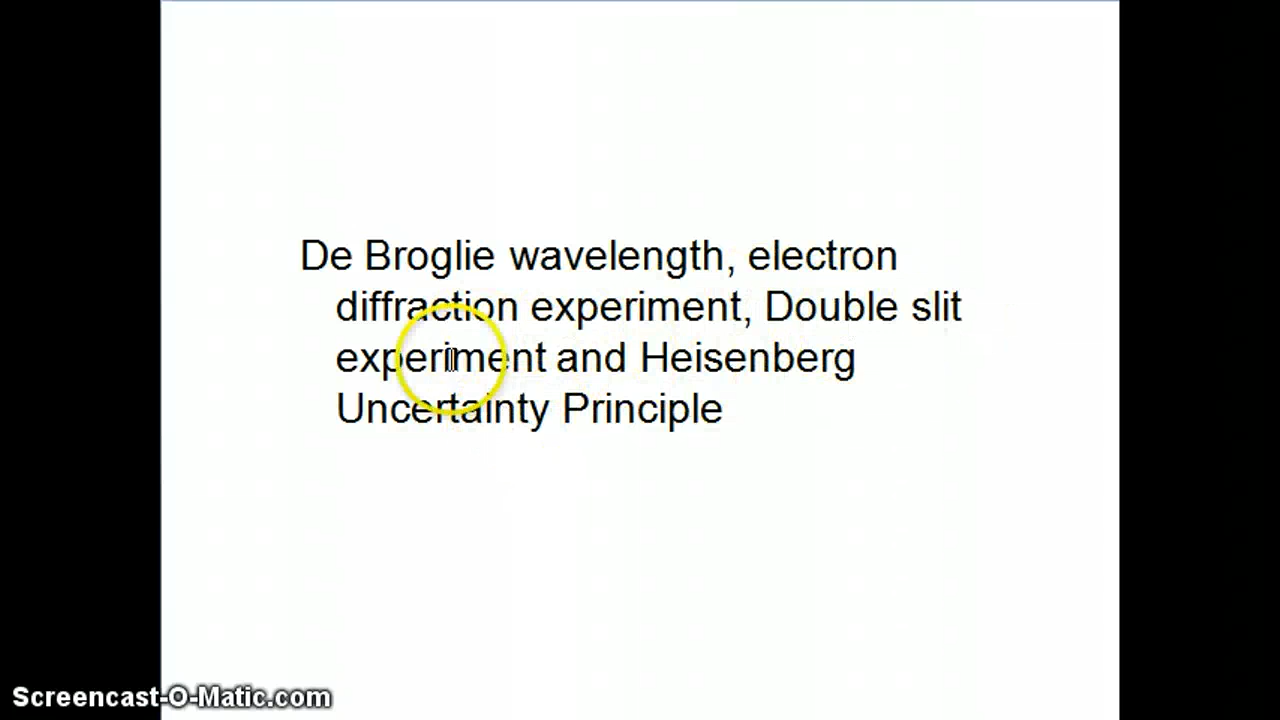 De Broglie wavelength, electron
diffraction experiment, Double slit
experiment and Heisenberg
Uncertainty Principle
Screencast-O-Matic.com